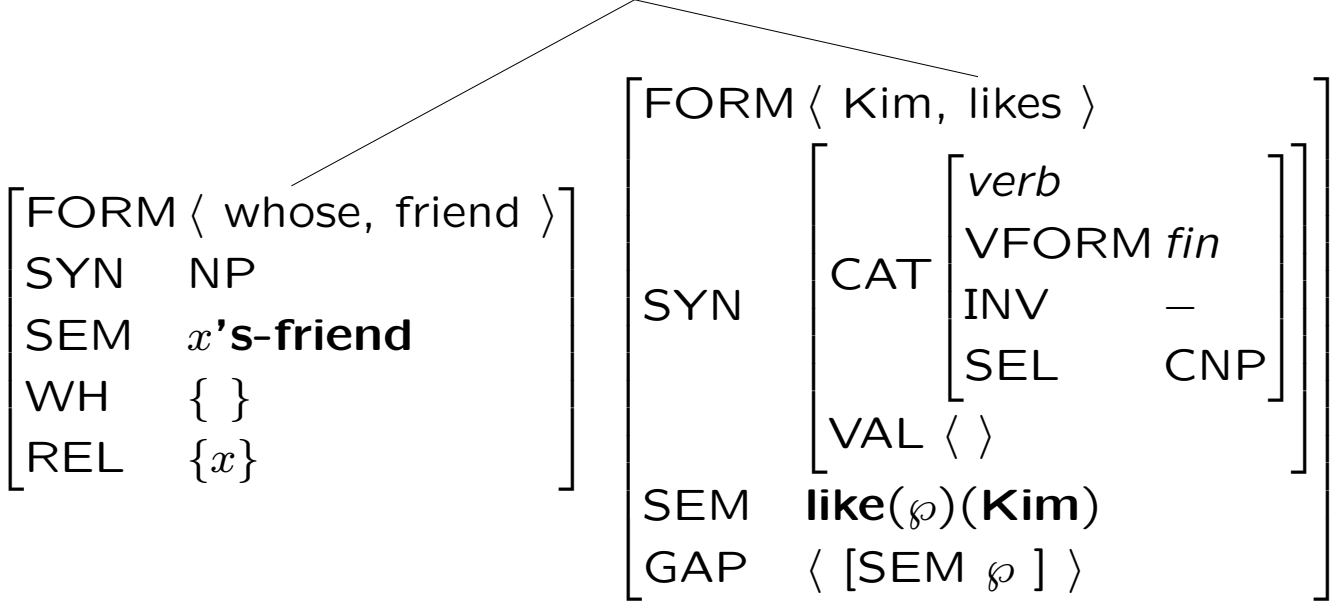 FORM ⟨ whose, friend ⟩
SYN NP
SEM x's-friend
WH { }
REL {x}
FORM ⟨ Kim, likes ⟩
SYN
CAT
verb
VFORM fin
INV −
SEL CNP
VAL ⟨ ⟩
SEM like(℘)(Kim)
GAP ⟨ [SEM ℘ ] ⟩